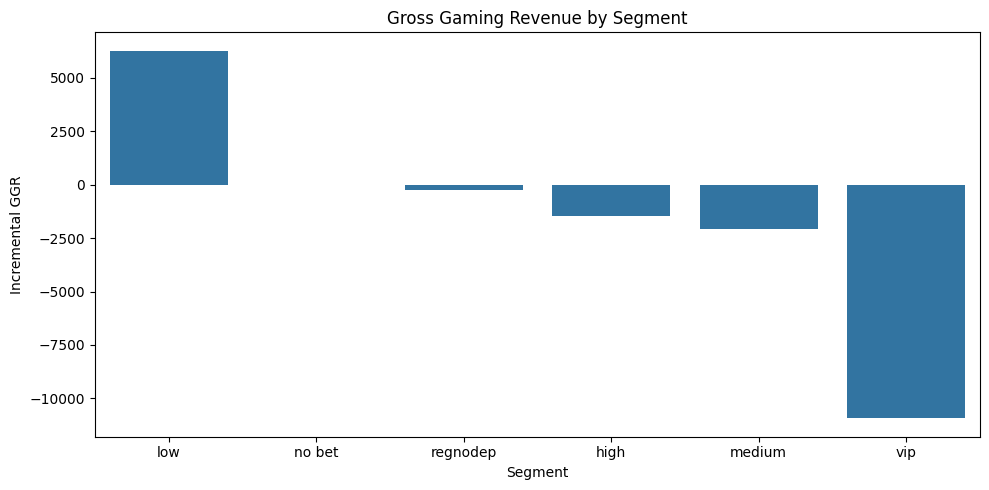 Gross Gaming Revenue by Segment
Incremental GGR
5000
2500
0
−2500
−5000
−7500
−10000
low
no bet
regnodep
high
medium
vip
Segment